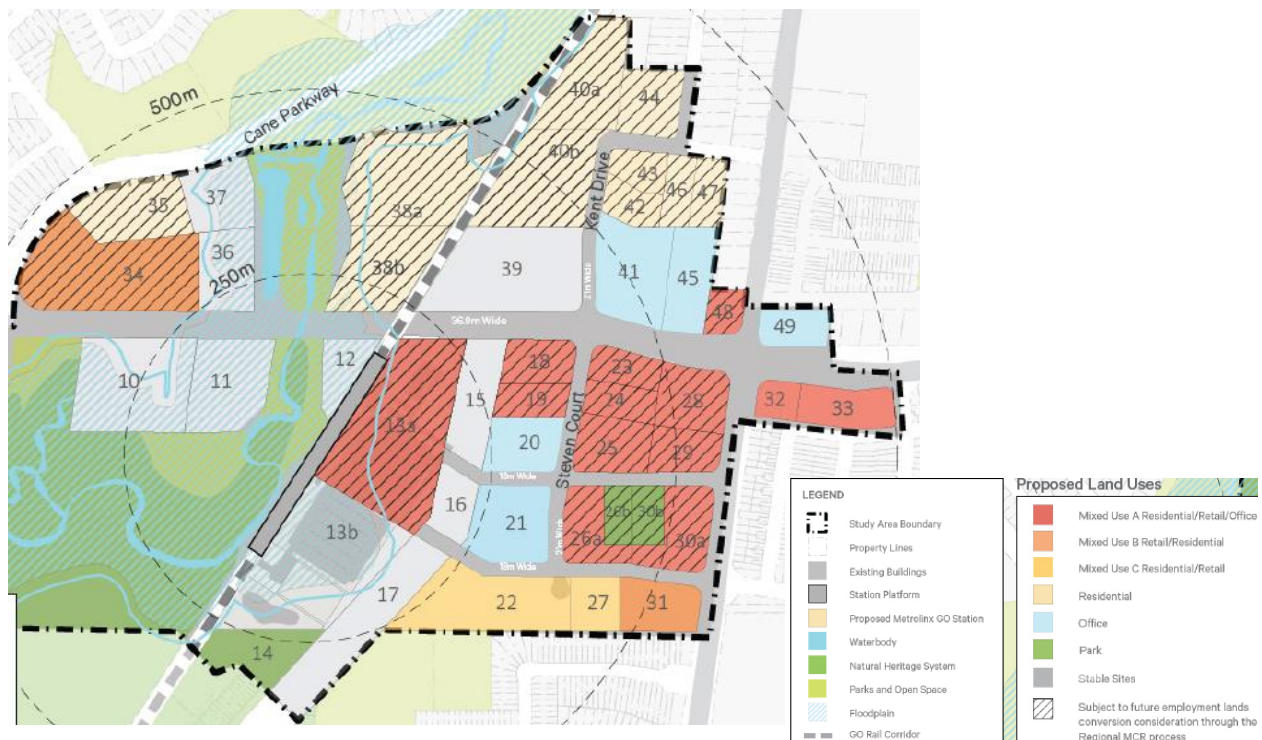 500m
Cane Parkway
40a
44
40b
Kent Drive
43
46
47
42
37
35
38a
36
34
250m
38b
39
41
45
48
49
21m Wide
36.0m Wide
10
11
12
13a
15
18
19
20
Steven Court
23
24
28
25
19
32
33
18m Wide
16
21
26a
26b
30b
30a
18m Wide
13b
17
22
27
31
14
LEGEND
Study Area Boundary
Property Lines
Existing Buildings
Station Platform
Proposed Metrolinx GO Station
Waterbody
Natural Heritage System
Parks and Open Space
Floodplain
GO Rail Corridor
Proposed Land Uses
Mixed Use A Residential/Retail/Office
Mixed Use B Retail/Residential
Mixed Use C Residential/Retail
Residential
Office
Park
Stable Sites
Subject to future employment lands
conversion consideration through the
Regional MCR process